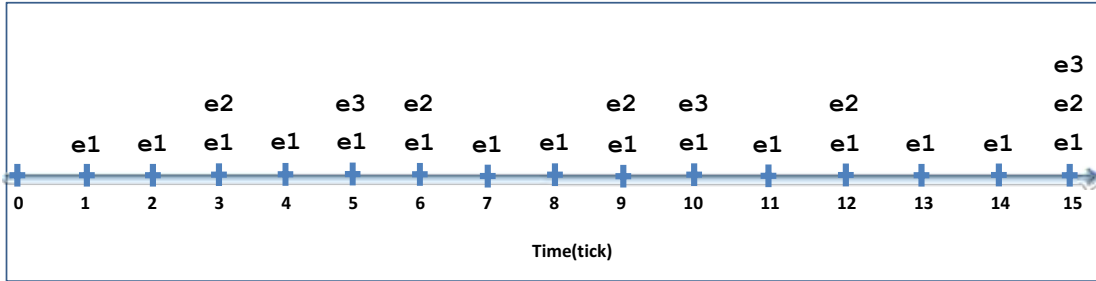 e3
e2 e3 e2 e2 e3 e2 e2
e1 e1 e1 e1 e1 e1 e1 e1 e1 e1 e1 e1 e1 e1 e1
0 1 2 3 4 5 6 7 8 9 10 11 12 13 14 15
Time(tick)